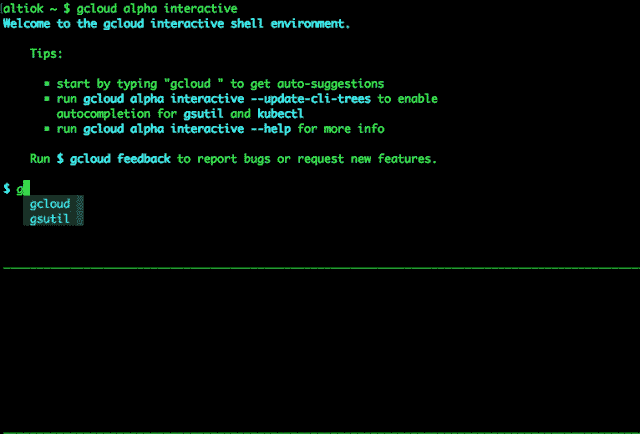 altiok ~ $ gcloud alpha interactive
Welcome to the gcloud interactive shell environment.
Tips:
▪ start by typing "gcloud " to get auto-suggestions
▪ run gcloud alpha interactive --update-cli-trees to enable
autocompletion for gsutil and kubectl
▪ run gcloud alpha interactive --help for more info
Run $ gcloud feedback to report bugs or request new features.
$ g
gcloud
gsutil